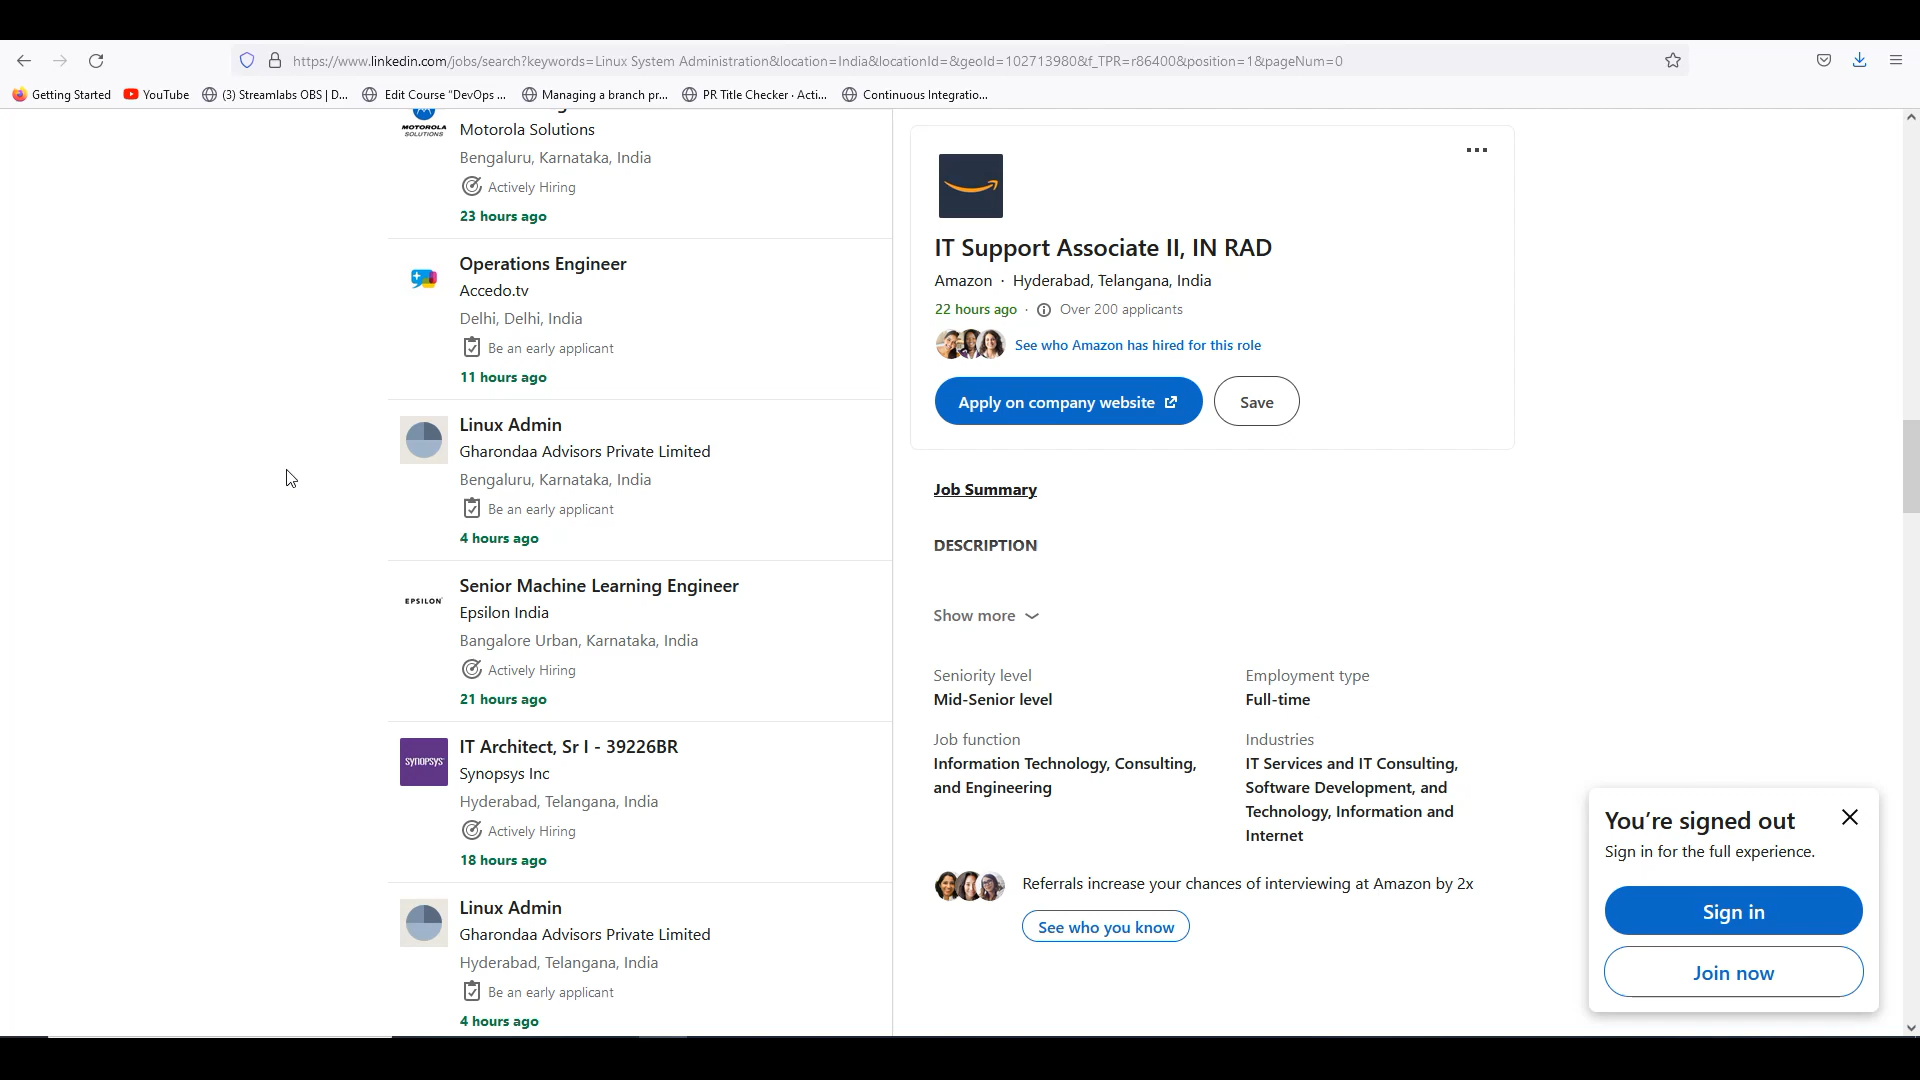 https://www.linkedin.com/jobs/search?keywords=Linux System Administration&location=India&locationId=&geoId=102713980&f_TPR=r86400&position=1&pageNum=0
Getting Started
YouTube
(3) Streamlabs OBS | D...
Edit Course "DevOps ...
Managing a branch pr...
PR Title Checker · Acti...
Continuous Integratio...
MOTOROLA
SOLUTIONS
Motorola Solutions
Bengaluru, Karnataka, India
Actively Hiring
23 hours ago
Operations Engineer
Accedo.tv
Delhi, Delhi, India
Be an early applicant
11 hours ago
Linux Admin
Gharondaa Advisors Private Limited
Bengaluru, Karnataka, India
Be an early applicant
4 hours ago
EPSILON
Senior Machine Learning Engineer
Epsilon India
Bangalore Urban, Karnataka, India
Actively Hiring
21 hours ago
SYNOPSYS
IT Architect, Sr I - 39226BR
Synopsys Inc
Hyderabad, Telangana, India
Actively Hiring
18 hours ago
Linux Admin
Gharondaa Advisors Private Limited
Hyderabad, Telangana, India
Be an early applicant
4 hours ago
IT Support Associate II, IN RAD
Amazon · Hyderabad, Telangana, India
22 hours ago · Over 200 applicants
See who Amazon has hired for this role
Apply on company website
Save
Job Summary
DESCRIPTION
Show more
Seniority level
Mid-Senior level
Employment type
Full-time
Job function
Information Technology, Consulting,
and Engineering
Industries
IT Services and IT Consulting,
Software Development, and
Technology, Information and
Internet
Referrals increase your chances of interviewing at Amazon by 2x
See who you know
You're signed out
Sign in for the full experience.
Sign in
Join now